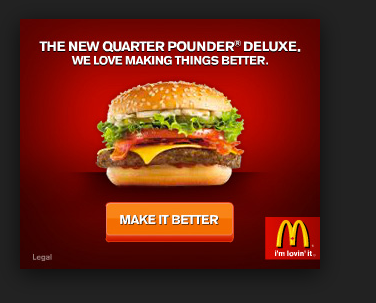 THE NEW QUARTER POUNDER® DELUXE.
WE LOVE MAKING THINGS BETTER.
MAKE IT BETTER
i'm lovin' it
Legal